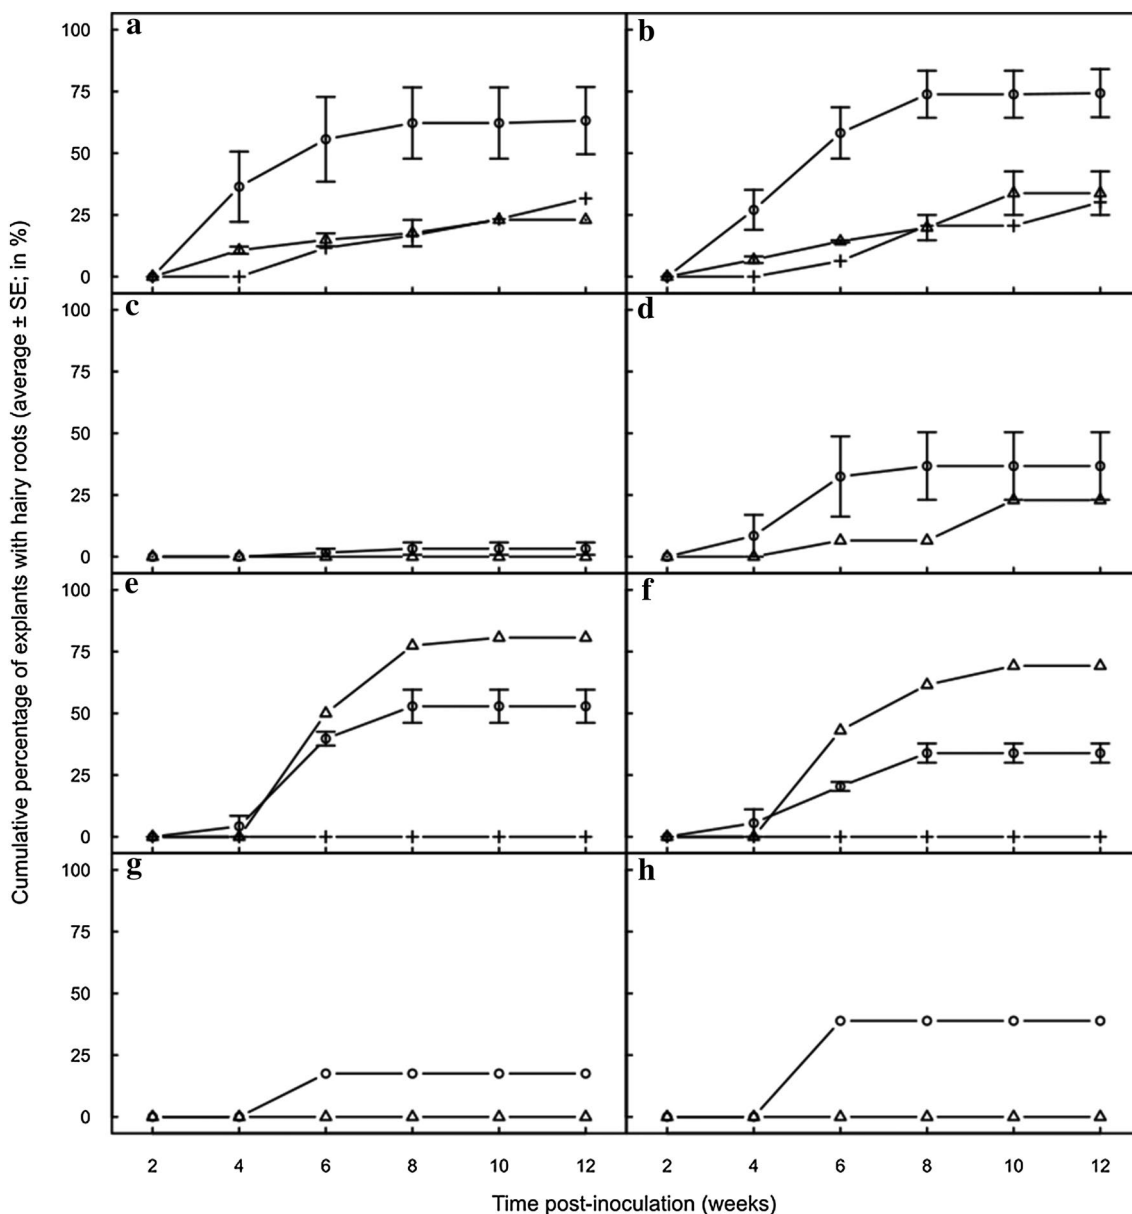 Cumulative percentage of explants with hairy roots (average ± SE; in %)
a
b
100
75
50
25
0
c
d
100
75
50
25
0
e
f
100
75
50
25
0
g
h
100
75
50
25
0
2 4 6 8 10 12 2 4 6 8 10 12
Time post-inoculation (weeks)